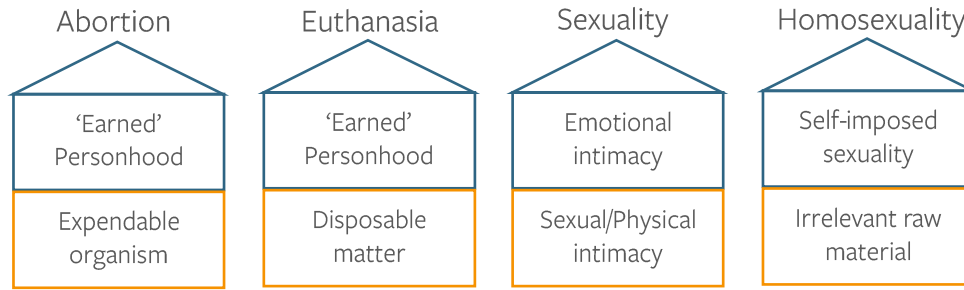 Abortion
Euthanasia
Sexuality
Homosexuality
‘Earned’
Personhood
‘Earned’
Personhood
Emotional
intimacy
Self-imposed
sexuality
Expendable
organism
Disposable
matter
Sexual/Physical
intimacy
Irrelevant raw
material